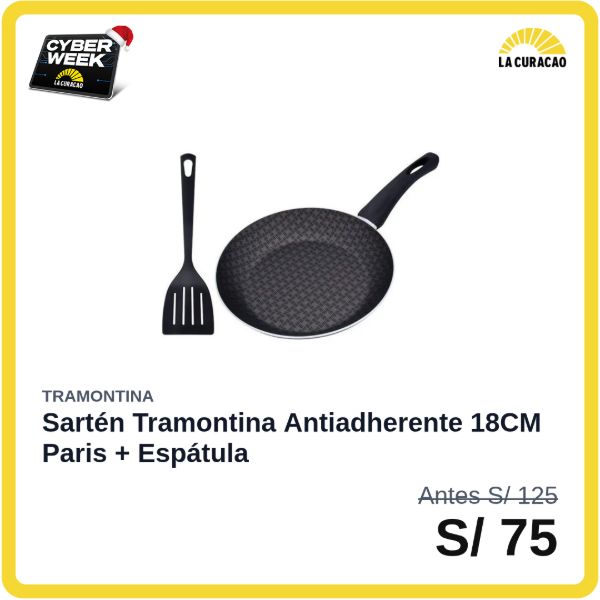 CYBER
WEEK
LA CURACAO
LA CURACAO
TRAMONTINA
Sartén Tramontina Antiadherente 18CM
Paris + Espátula
Antes S/ 125
S/ 75